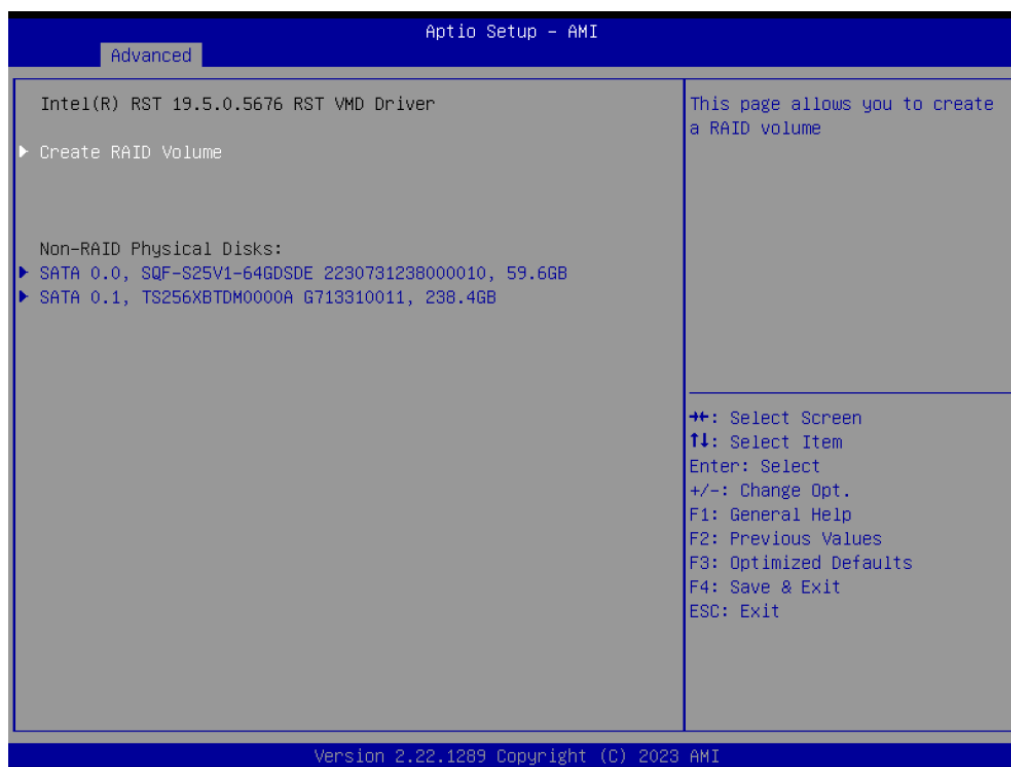 Aptio Setup – AMI
Advanced
Intel(R) RST 19.5.0.5676 RST VMD Driver
Create RAID Volume
Non-RAID Physical Disks:
SATA 0.0, SQF-S25V1-64GDSDE 2230731238000010, 59.6GB
SATA 0.1, TS256XBTDM0000A G713310011, 238.4GB
This page allows you to create
a RAID volume
→←: Select Screen
↑↓: Select Item
Enter: Select
+/-: Change Opt.
F1: General Help
F2: Previous Values
F3: Optimized Defaults
F4: Save & Exit
ESC: Exit
Version 2.22.1289 Copyright (C) 2023 AMI